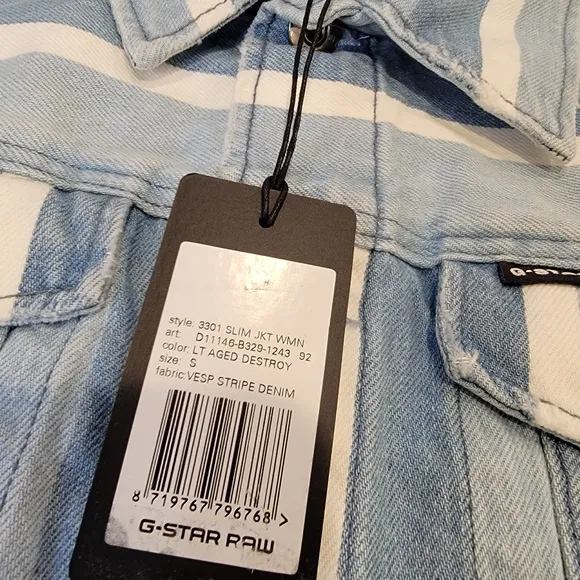 style: 3301 SLIM JKT WMN
art: D11146-B329-1243 92
color: LT AGED DESTROY
size: S
fabric: VESP STRIPE DENIM
8 719767 796768 >
G-STAR RAW
G-STAR